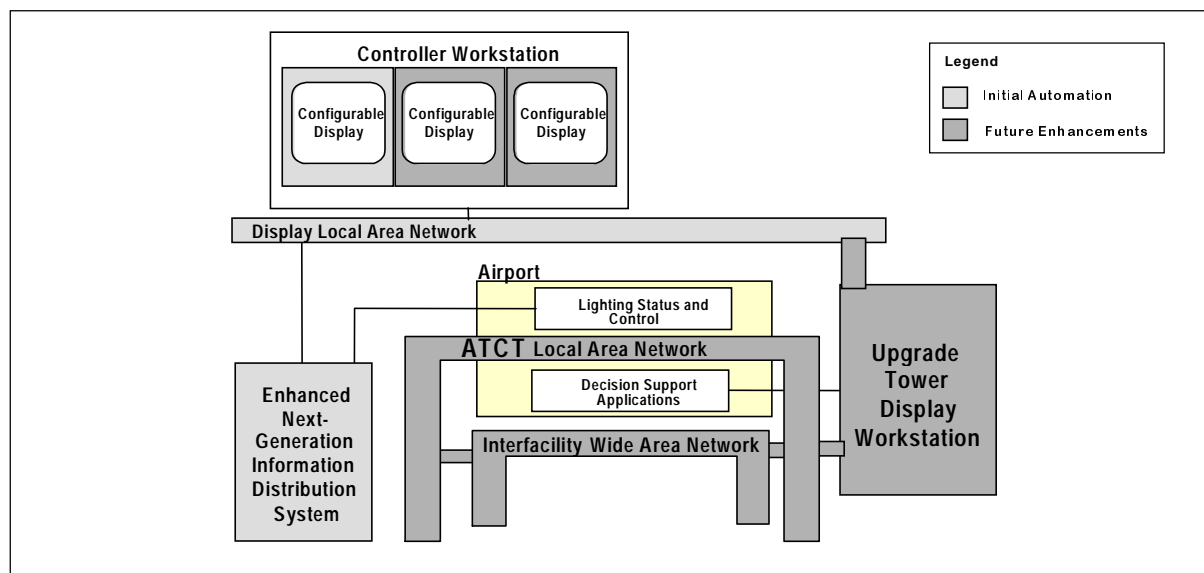 Controller Workstation
Configurable
Display
Configurable
Display
Configurable
Display
Legend
Initial Automation
Future Enhancements
Display Local Area Network
Airport
Lighting Status and
Control
ATCT Local Area Network
Decision Support
Applications
Interfacility Wide Area Network
Enhanced
Next-
Generation
Information
Distribution
System
Upgrade
Tower
Display
Workstation